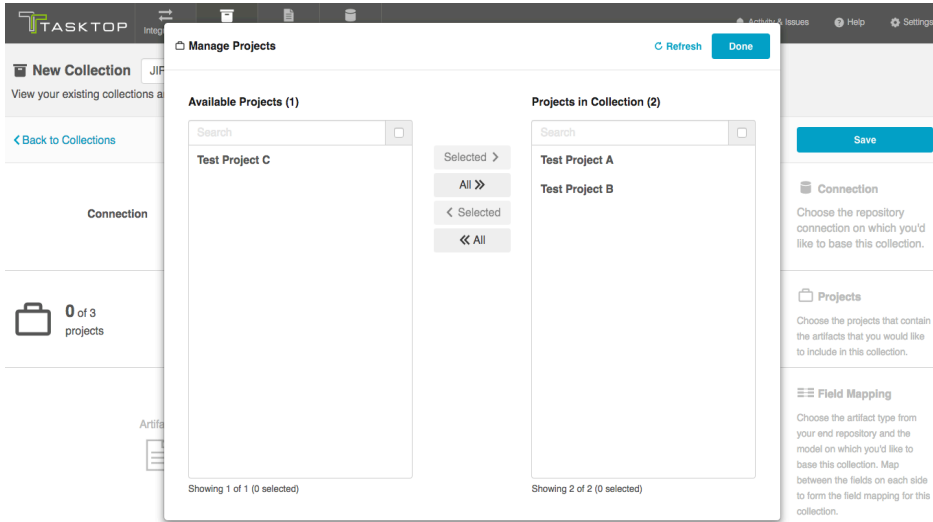 TASKTOP
Activity & Issues
Help
Settings
Manage Projects
Refresh
Done
New Collection
View your existing collections
Back to Collections
Save
Available Projects (1)
Projects in Collection (2)
Search
Search
Test Project C
Test Project A
Test Project B
Selected
All
Selected
All
Connection
0 of 3
projects
Showing 1 of 1 (0 selected)
Showing 2 of 2 (0 selected)
Connection
Choose the repository
connection on which you'd
like to base this collection.
Projects
Choose the projects that contain
the artifacts that you would like
to include in this collection.
Field Mapping
Choose the artifact type from
your end repository and the
model on which you'd like to
base this collection. Map
between the fields on each side
to form the field mapping for this
collection.